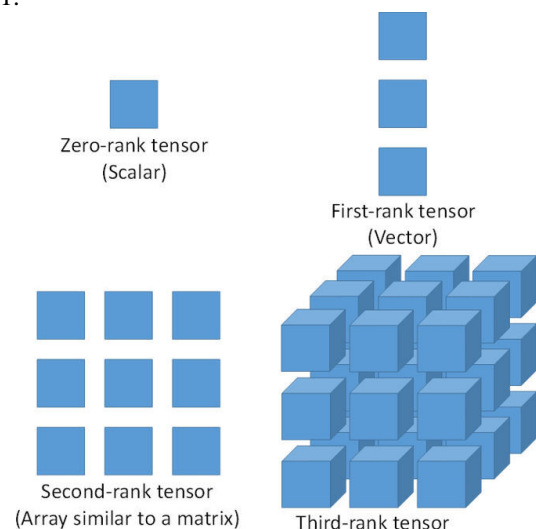 Zero-rank tensor
(Scalar)
First-rank tensor
(Vector)
Second-rank tensor
(Array similar to a matrix)
Third-rank tensor